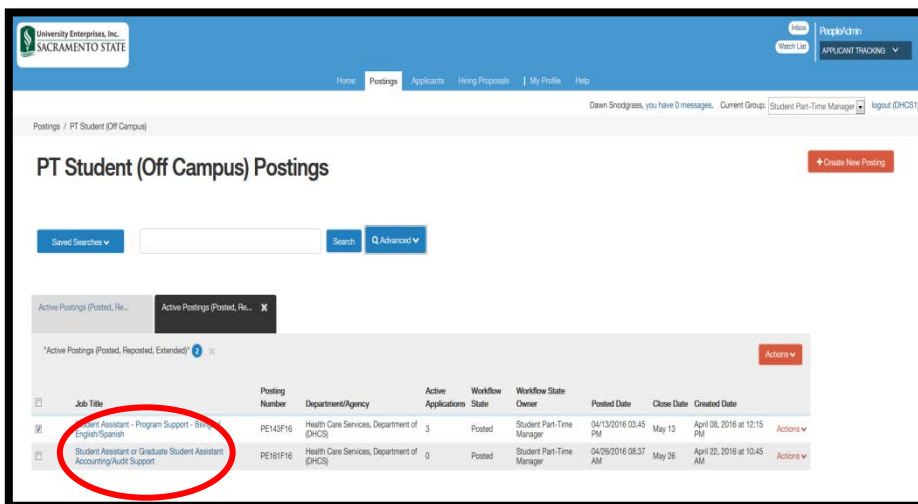 University Enterprises, Inc.
SACRAMENTO STATE
Inbox
PeopleAdmin
Watch List
APPLICANT TRACKING
Home Postings Applicants Hiring Proposals | My Profile Help
Dawn Snodgrass, you have 0 messages. Current Group: Student Part-Time Manager logout (DHCS1)
Postings / PT Student (Off Campus)
PT Student (Off Campus) Postings
+ Create New Posting
Saved Searches Search Advanced
Active Postings (Posted, Re... Active Postings (Posted, Re... X
"Active Postings (Posted, Reposted, Extended)" 2 X
Actions
Job Title Posting Number Department/Agency Active Applications Workflow State Workflow State Owner Posted Date Close Date Created Date
Student Assistant - Program Support - Bilingual English/Spanish PE143F16 Health Care Services, Department of (DHCS) 3 Posted Student Part-Time Manager 04/13/2016 03:45 PM May 13 April 08, 2016 at 12:15 PM Actions
Student Assistant or Graduate Student Assistant Accounting/Audit Support PE161F16 Health Care Services, Department of (DHCS) 0 Posted Student Part-Time Manager 04/26/2016 08:37 AM May 26 April 22, 2016 at 10:45 AM Actions